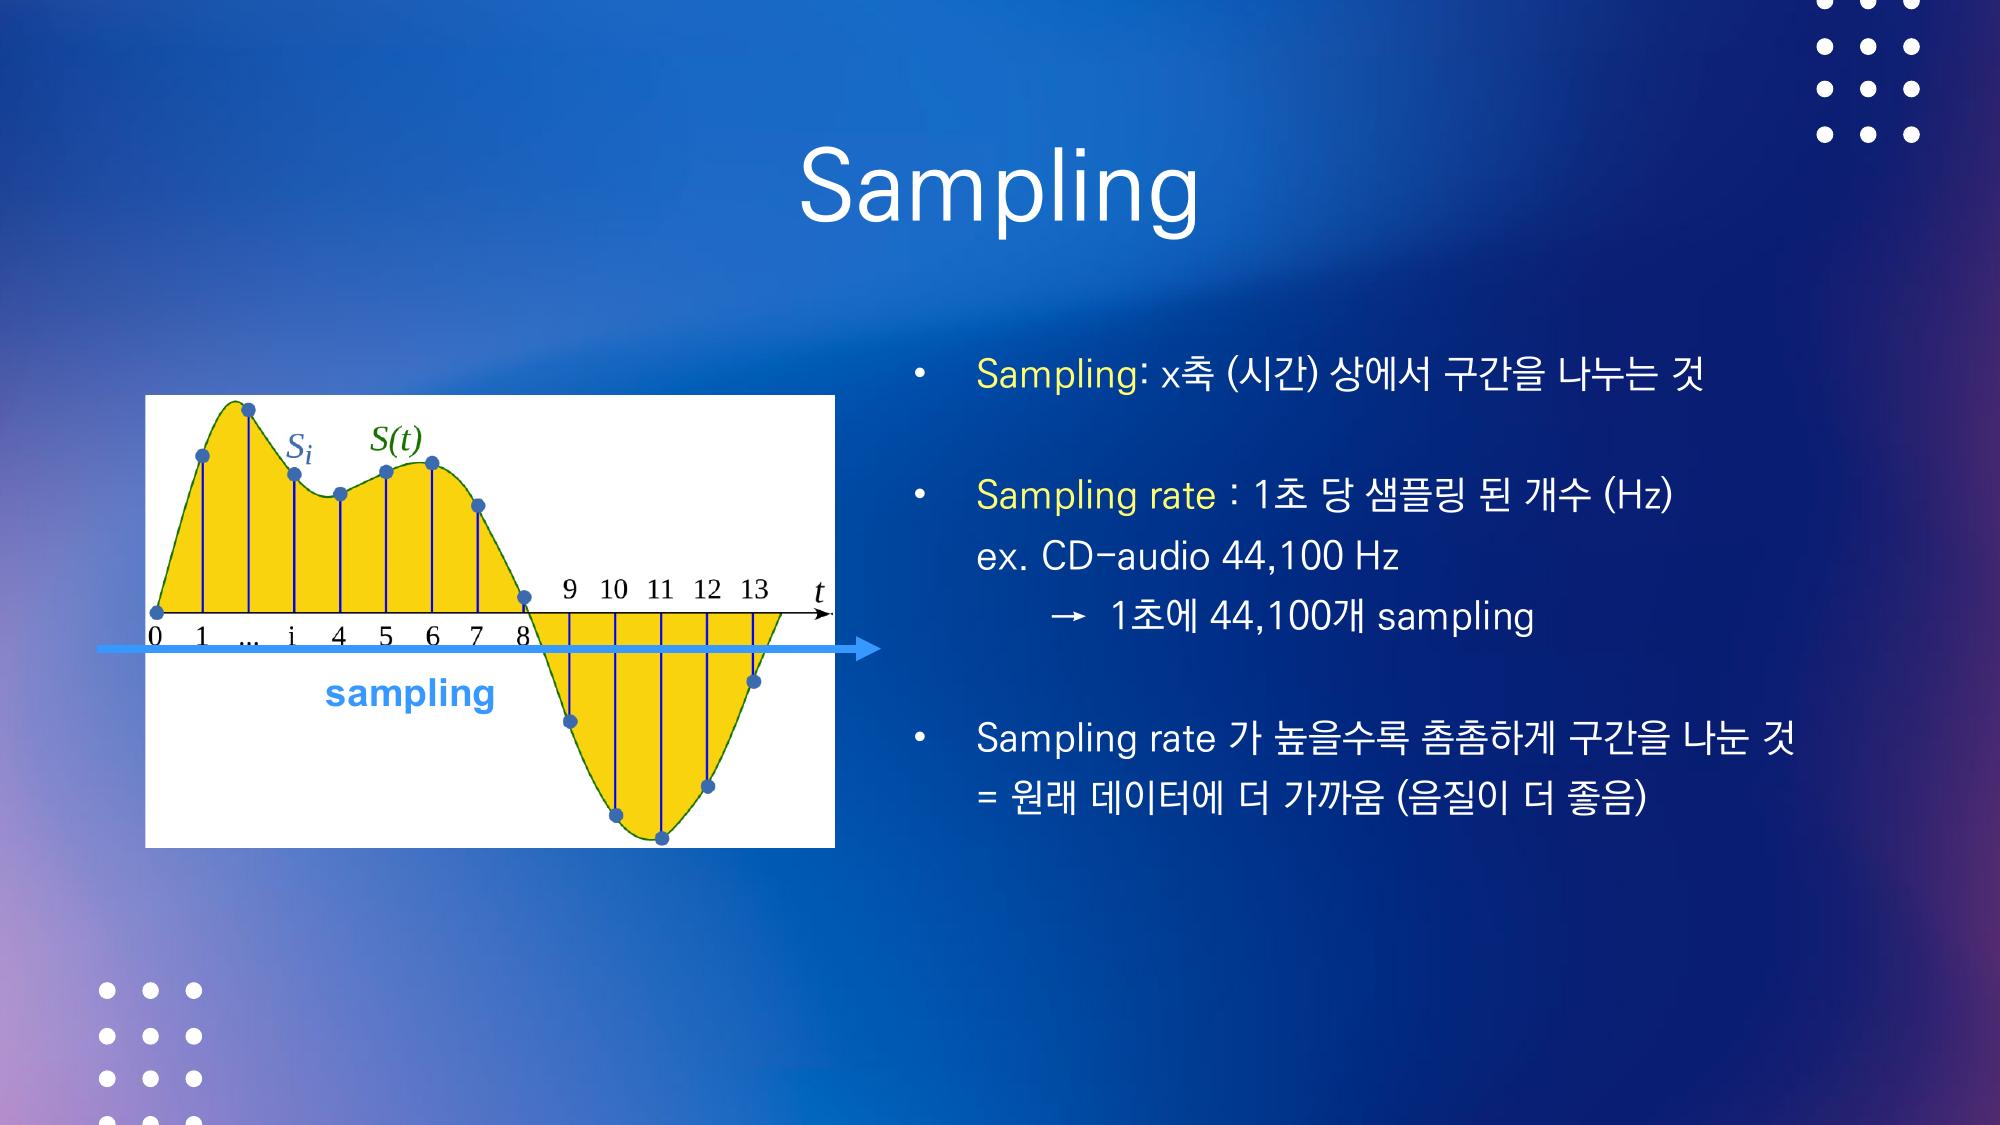 Sampling
S(t)
Si
9 10 11 12 13 t
0 1 ... i 4 5 6 7 8
sampling
• Sampling: x축 (시간) 상에서 구간을 나누는 것
• Sampling rate : 1초 당 샘플링 된 개수 (Hz)
ex. CD-audio 44,100 Hz
→ 1초에 44,100개 sampling
• Sampling rate 가 높을수록 촘촘하게 구간을 나눈 것
= 원래 데이터에 더 가까움 (음질이 더 좋음)